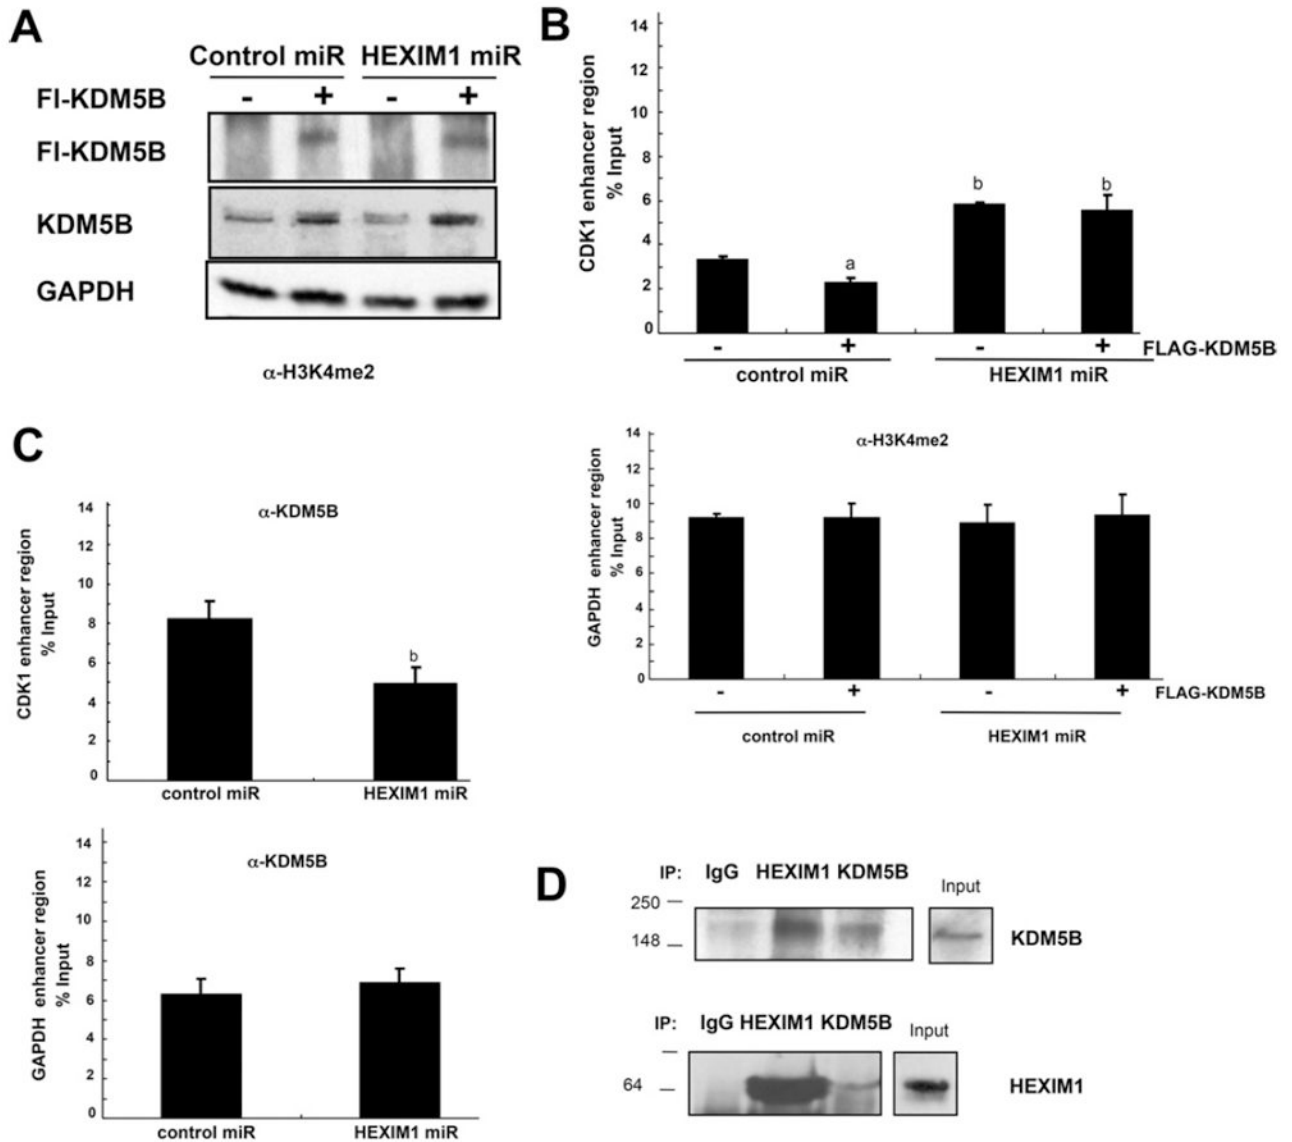 A
Control miR HEXIM1 miR
Fl-KDM5B - + - +
Fl-KDM5B
KDM5B
GAPDH
α-H3K4me2
B
CDK1 enhancer region
% Input
14
12
10
8
6
4
2
0
a
b
b
- + - + FLAG-KDM5B
control miR HEXIM1 miR
α-H3K4me2
GAPDH enhancer region
% Input
14
12
10
8
6
4
2
0
- + - + FLAG-KDM5B
control miR HEXIM1 miR
C
α-KDM5B
CDK1 enhancer region
% Input
14
12
10
8
6
4
2
0
b
control miR HEXIM1 miR
α-KDM5B
GAPDH enhancer region
% Input
14
12
10
8
6
4
2
0
control miR HEXIM1 miR
D
IP: IgG HEXIM1 KDM5B Input
250
148
KDM5B
IP: IgG HEXIM1 KDM5B Input
64
HEXIM1